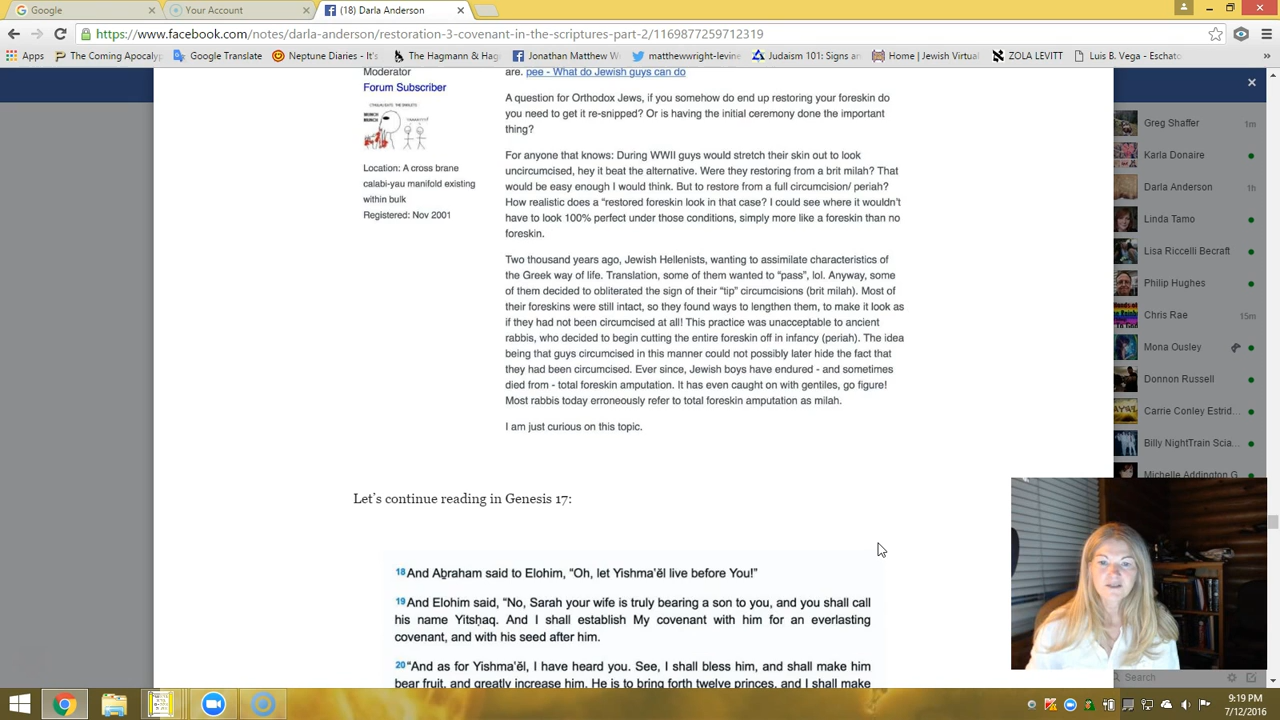 Google
Your Account
(18) Darla Anderson
https://www.facebook.com/notes/darla-anderson/restoration-3-covenant-in-the-scriptures-part-2/1169877259712319
Apps
The Coming Apocalyp
Google Translate
Neptune Diaries - It's
The Hagmann & Hagm
Jonathan Matthew W
matthewwright-levine
Judaism 101: Signs an
Home | Jewish Virtual
ZOLA LEVITT
Luis B. Vega - Eschato
Moderator
Forum Subscriber
Location: A cross brane
calabi-yau manifold existing
within bulk
Registered: Nov 2001
are. pee - What do Jewish guys can do
A question for Orthodox Jews, if you somehow do end up restoring your foreskin do
you need to get it re-snipped? Or is having the initial ceremony done the important
thing?
For anyone that knows: During WWII guys would stretch their skin out to look
uncircumcised, hey it beat the alternative. Were they restoring from a brit milah? That
would be easy enough I would think. But to restore from a full circumcision/ periah?
How realistic does a “restored foreskin look in that case? I could see where it wouldn’t
have to look 100% perfect under those conditions, simply more like a foreskin than no
foreskin.
Two thousand years ago, Jewish Hellenists, wanting to assimilate characteristics of
the Greek way of life. Translation, some of them wanted to “pass”, lol. Anyway, some
of them decided to obliterated the sign of their “tip” circumcisions (brit milah). Most of
their foreskins were still intact, so they found ways to lengthen them, to make it look as
if they had not been circumcised at all! This practice was unacceptable to ancient
rabbis, who decided to begin cutting the entire foreskin off in infancy (periah). The idea
being that guys circumcised in this manner could not possibly later hide the fact that
they had been circumcised. Ever since, Jewish boys have endured - and sometimes
died from - total foreskin amputation. It has even caught on with gentiles, go figure!
Most rabbis today erroneously refer to total foreskin amputation as milah.
I am just curious on this topic.
Let’s continue reading in Genesis 17:
18 And Aḇraham said to Elohim, “Oh, let Yishma‛ĕl live before You!”
19 And Elohim said, “No, Sarah your wife is truly bearing a son to you, and you shall call
his name Yitsḥaq. And I shall establish My covenant with him for an everlasting
covenant, and with his seed after him.
20 “And as for Yishma‛ĕl, I have heard you. See, I shall bless him, and shall make him
bear fruit, and greatly increase him. He is to bring forth twelve princes, and I shall make
Greg Shaffer 1m
Karla Donaire
Darla Anderson 1h
Linda Tamo
Lisa Riccelli Becraft
Philip Hughes
Chris Rae 15m
Mona Ousley
Donnon Russell
Carrie Conley Estrid...
Billy NightTrain Scia...
Michelle Addington G
Search
9:19 PM
7/12/2016